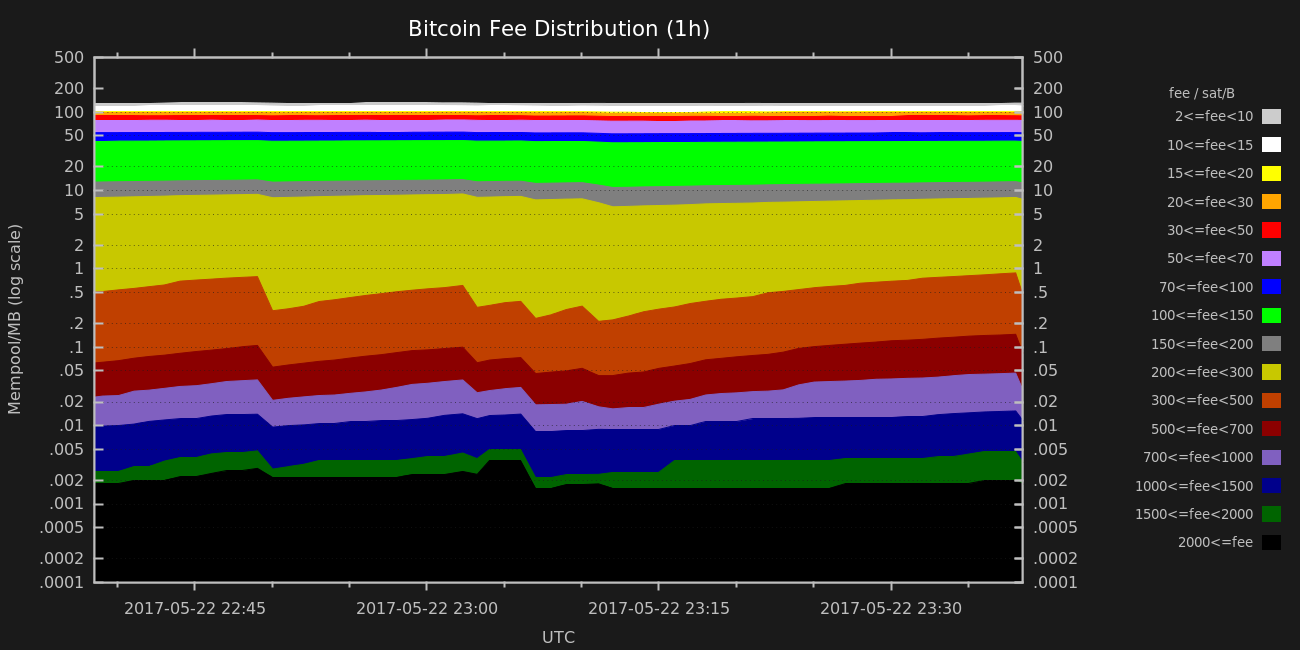 Bitcoin Fee Distribution (1h)
Mempool/MB (log scale)
500
200
100
50
20
10
5
2
1
.5
.2
.1
.05
.02
.01
.005
.002
.001
.0005
.0002
.0001
500
200
100
50
20
10
5
2
1
.5
.2
.1
.05
.02
.01
.005
.002
.001
.0005
.0002
.0001
2017-05-22 22:45
2017-05-22 23:00
2017-05-22 23:15
2017-05-22 23:30
UTC
fee / sat/B
2<=fee<10
10<=fee<15
15<=fee<20
20<=fee<30
30<=fee<50
50<=fee<70
70<=fee<100
100<=fee<150
150<=fee<200
200<=fee<300
300<=fee<500
500<=fee<700
700<=fee<1000
1000<=fee<1500
1500<=fee<2000
2000<=fee